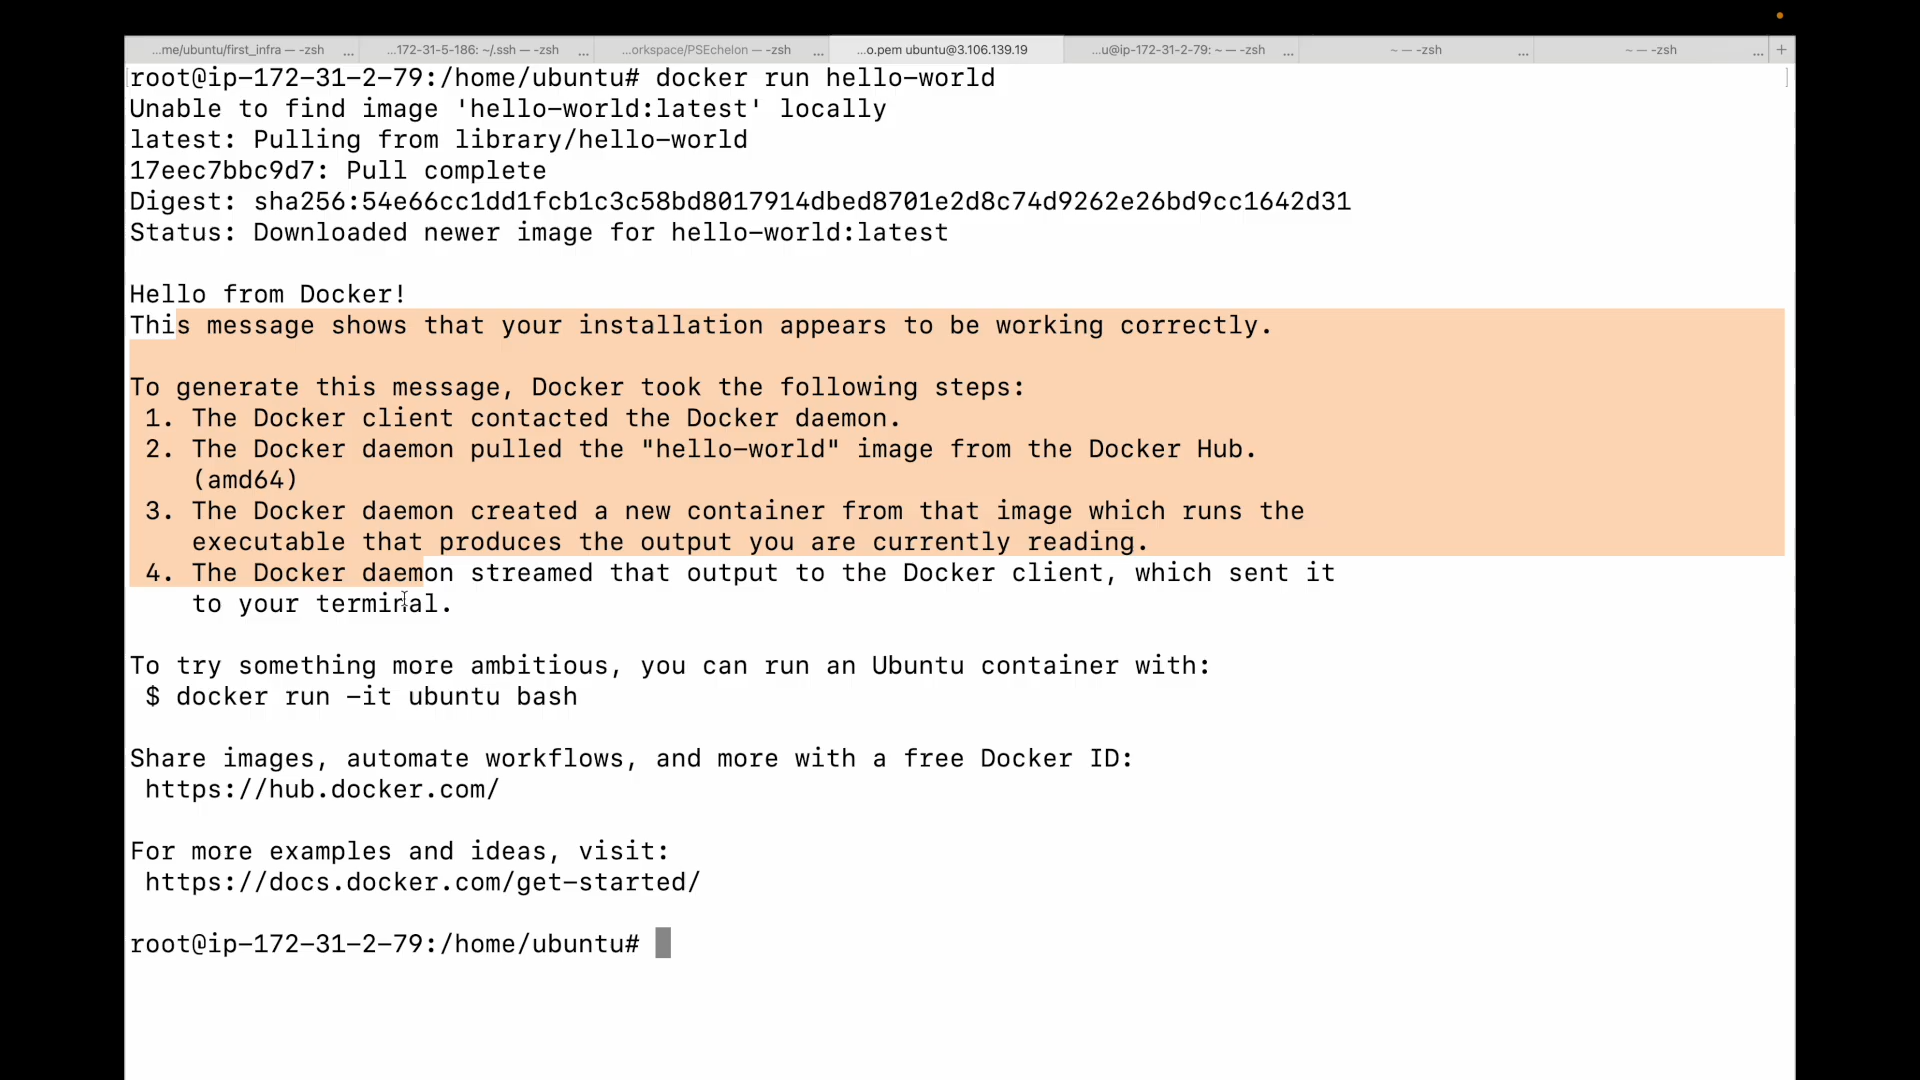 ...me/ubuntu/first_infra — -zsh ... ...172-31-5-186: ~/.ssh — -zsh ... ...orkspace/PSEchelon — -zsh ... ...o.pem ubuntu@3.106.139.19 ...u@ip-172-31-2-79: ~ — -zsh ... ~ — -zsh ... ~ — -zsh ... +
root@ip-172-31-2-79:/home/ubuntu# docker run hello-world
Unable to find image 'hello-world:latest' locally
latest: Pulling from library/hello-world
17eec7bbc9d7: Pull complete
Digest: sha256:54e66cc1dd1fcb1c3c58bd8017914dbed8701e2d8c74d9262e26bd9cc1642d31
Status: Downloaded newer image for hello-world:latest
Hello from Docker!
This message shows that your installation appears to be working correctly.
To generate this message, Docker took the following steps:
1. The Docker client contacted the Docker daemon.
2. The Docker daemon pulled the "hello-world" image from the Docker Hub.
(amd64)
3. The Docker daemon created a new container from that image which runs the
executable that produces the output you are currently reading.
4. The Docker daemon streamed that output to the Docker client, which sent it
to your terminal.
To try something more ambitious, you can run an Ubuntu container with:
$ docker run -it ubuntu bash
Share images, automate workflows, and more with a free Docker ID:
https://hub.docker.com/
For more examples and ideas, visit:
https://docs.docker.com/get-started/
root@ip-172-31-2-79:/home/ubuntu#